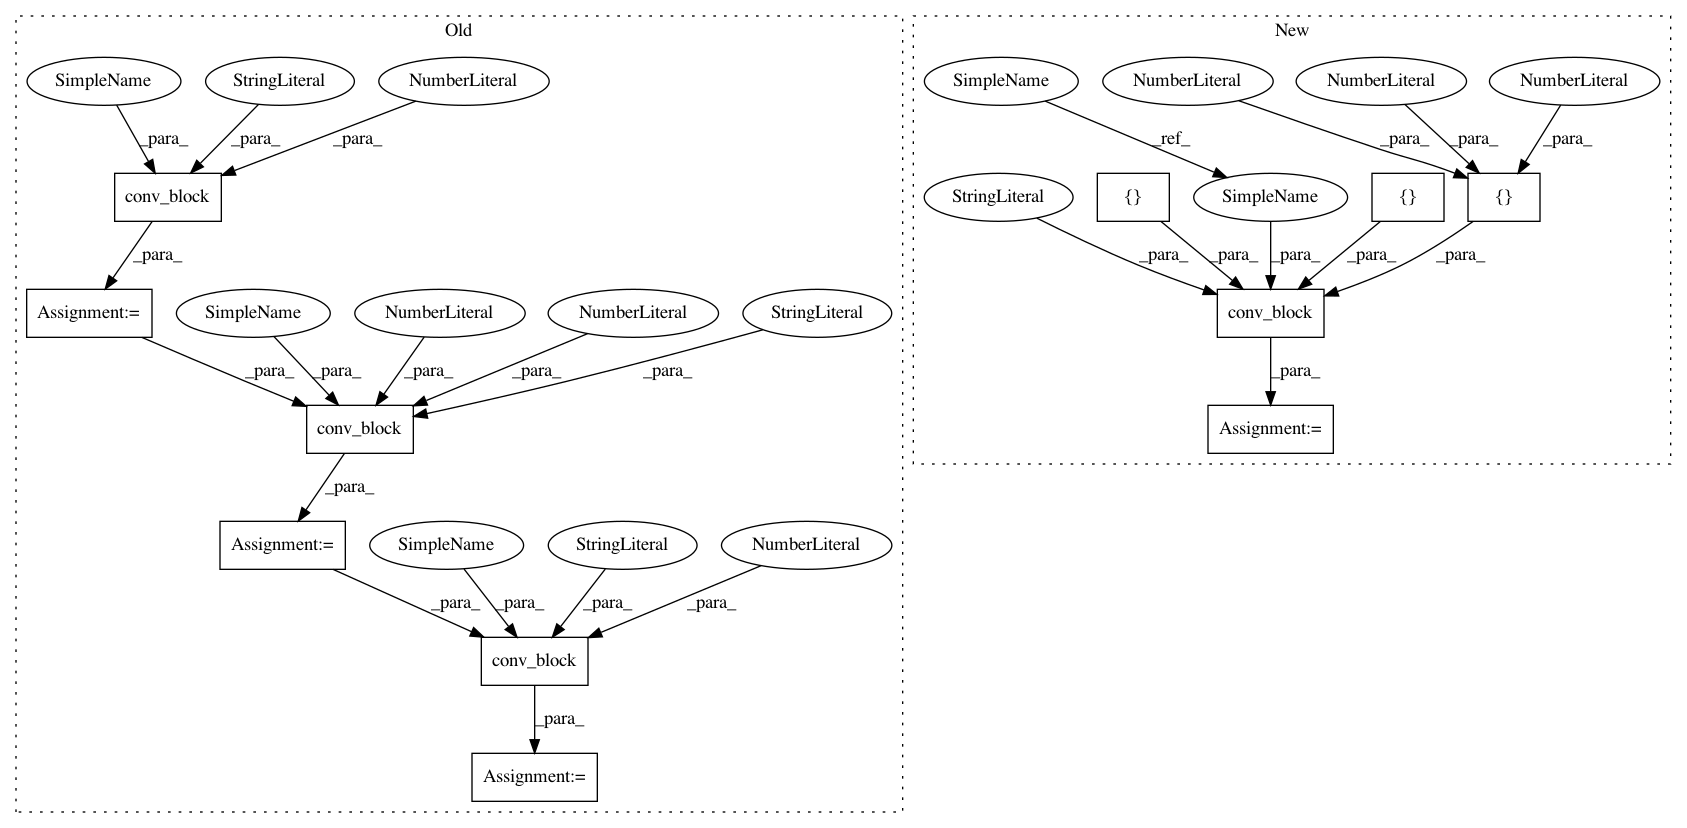 Old
SimpleName
StringLiteral
NumberLiteral
_para_
_para_
_para_
conv_block
_para_
Assignment:=
SimpleName
NumberLiteral
NumberLiteral
StringLiteral
_para_
_para_
_para_
_para_
_para_
conv_block
_para_
Assignment:=
SimpleName
StringLiteral
NumberLiteral
_para_
_para_
_para_
_para_
conv_block
_para_
Assignment:=
New
SimpleName
NumberLiteral
NumberLiteral
NumberLiteral
_ref_
_para_
_para_
_para_
StringLiteral
{}
SimpleName
{}
{}
_para_
_para_
_para_
_para_
_para_
conv_block
_para_
Assignment:=